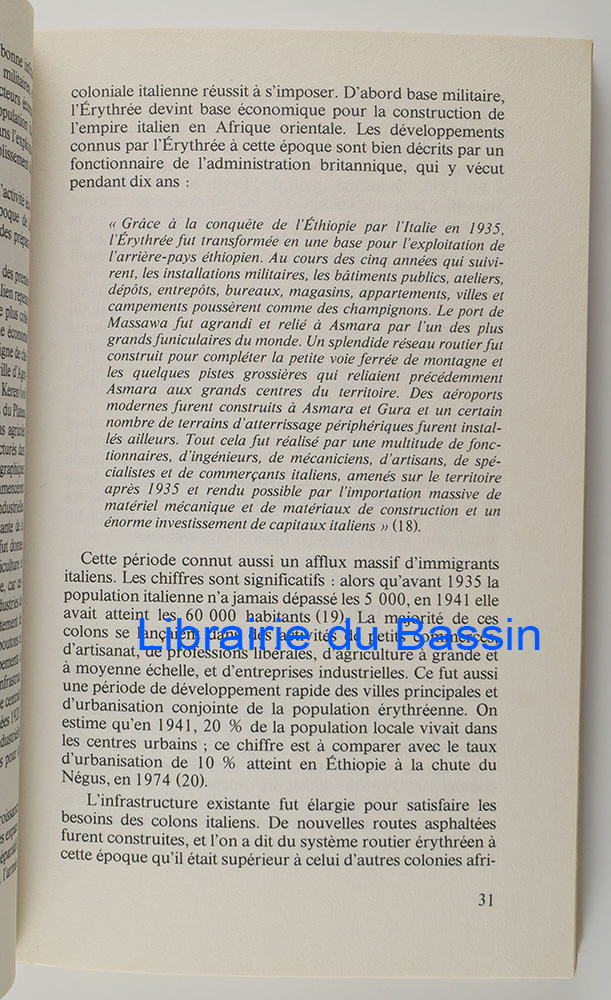 coloniale italienne réussit à s'imposer. D'abord base militaire,
l'Érythrée devint base économique pour la construction de
l'empire italien en Afrique orientale. Les développements
connus par l'Érythrée à cette époque sont bien décrits par un
fonctionnaire de l'administration britannique, qui y vécut
pendant dix ans :
« Grâce à la conquête de l'Éthiopie par l'Italie en 1935,
l'Érythrée fut transformée en une base pour l'exploitation de
l'arrière-pays éthiopien. Au cours des cinq années qui suivi-
rent, les installations militaires, les bâtiments publics, ateliers,
dépôts, entrepôts, bureaux, magasins, appartements, villes et
campements poussèrent comme des champignons. Le port de
Massawa fut agrandi et relié à Asmara par l'un des plus
grands funiculaires du monde. Un splendide réseau routier fut
construit pour compléter la petite voie ferrée de montagne et
les quelques pistes grossières qui reliaient précédemment
Asmara aux grands centres du territoire. Des aéroports
modernes furent construits à Asmara et Gura et un certain
nombre de terrains d'atterrissage périphériques furent instal-
lés ailleurs. Tout cela fut réalisé par une multitude de fonc-
tionnaires, d'ingénieurs, de mécaniciens, d'artisans, de spé-
cialistes et de commerçants italiens, amenés sur le territoire
après 1935 et rendu possible par l'importation massive de
matériel mécanique et de matériaux de construction et un
énorme investissement de capitaux italiens » (18).
Cette période connut aussi un afflux massif d'immigrants
italiens. Les chiffres sont significatifs : alors qu'avant 1935 la
population italienne n'a jamais dépassé les 5 000, en 1941 elle
avait atteint les 60 000 habitants (19). La majorité de ces
colons se lançaient dans des activités de petits commerces,
Librairie du Bassin
d'artisanat, de professions libérales, d'agriculture à grande et
à moyenne échelle, et d'entreprises industrielles. Ce fut aussi
une période de développement rapide des villes principales et
d'urbanisation conjointe de la population érythréenne. On
estime qu'en 1941, 20 % de la population locale vivait dans
les centres urbains ; ce chiffre est à comparer avec le taux
d'urbanisation de 10 % atteint en Éthiopie à la chute du
Négus, en 1974 (20).
L'infrastructure existante fut élargie pour satisfaire les
besoins des colons italiens. De nouvelles routes asphaltées
furent construites, et l'on a dit du système routier érythréen à
cette époque qu'il était supérieur à celui d'autres colonies afri-
31